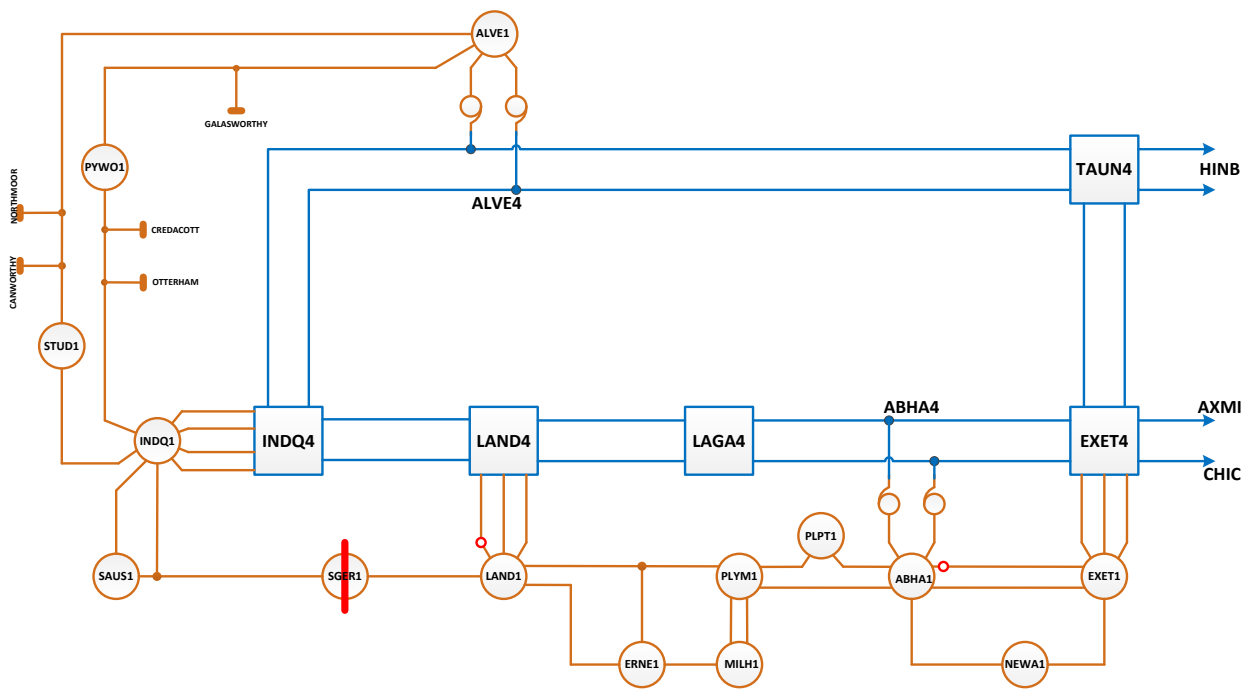 ALVE1
GALASWORTHY
PYWO1
TAUN4
HINB
NORTHMOOR
ALVE4
CREDACOTT
CANWORTHY
OTTERHAM
STUD1
ABHA4
AXMI
INDQ1
INDQ4
LAND4
LAGA4
EXET4
CHIC
PLPT1
SAUS1
SGER1
LAND1
PLYM1
ABHA1
EXET1
ERNE1
MILH1
NEWA1